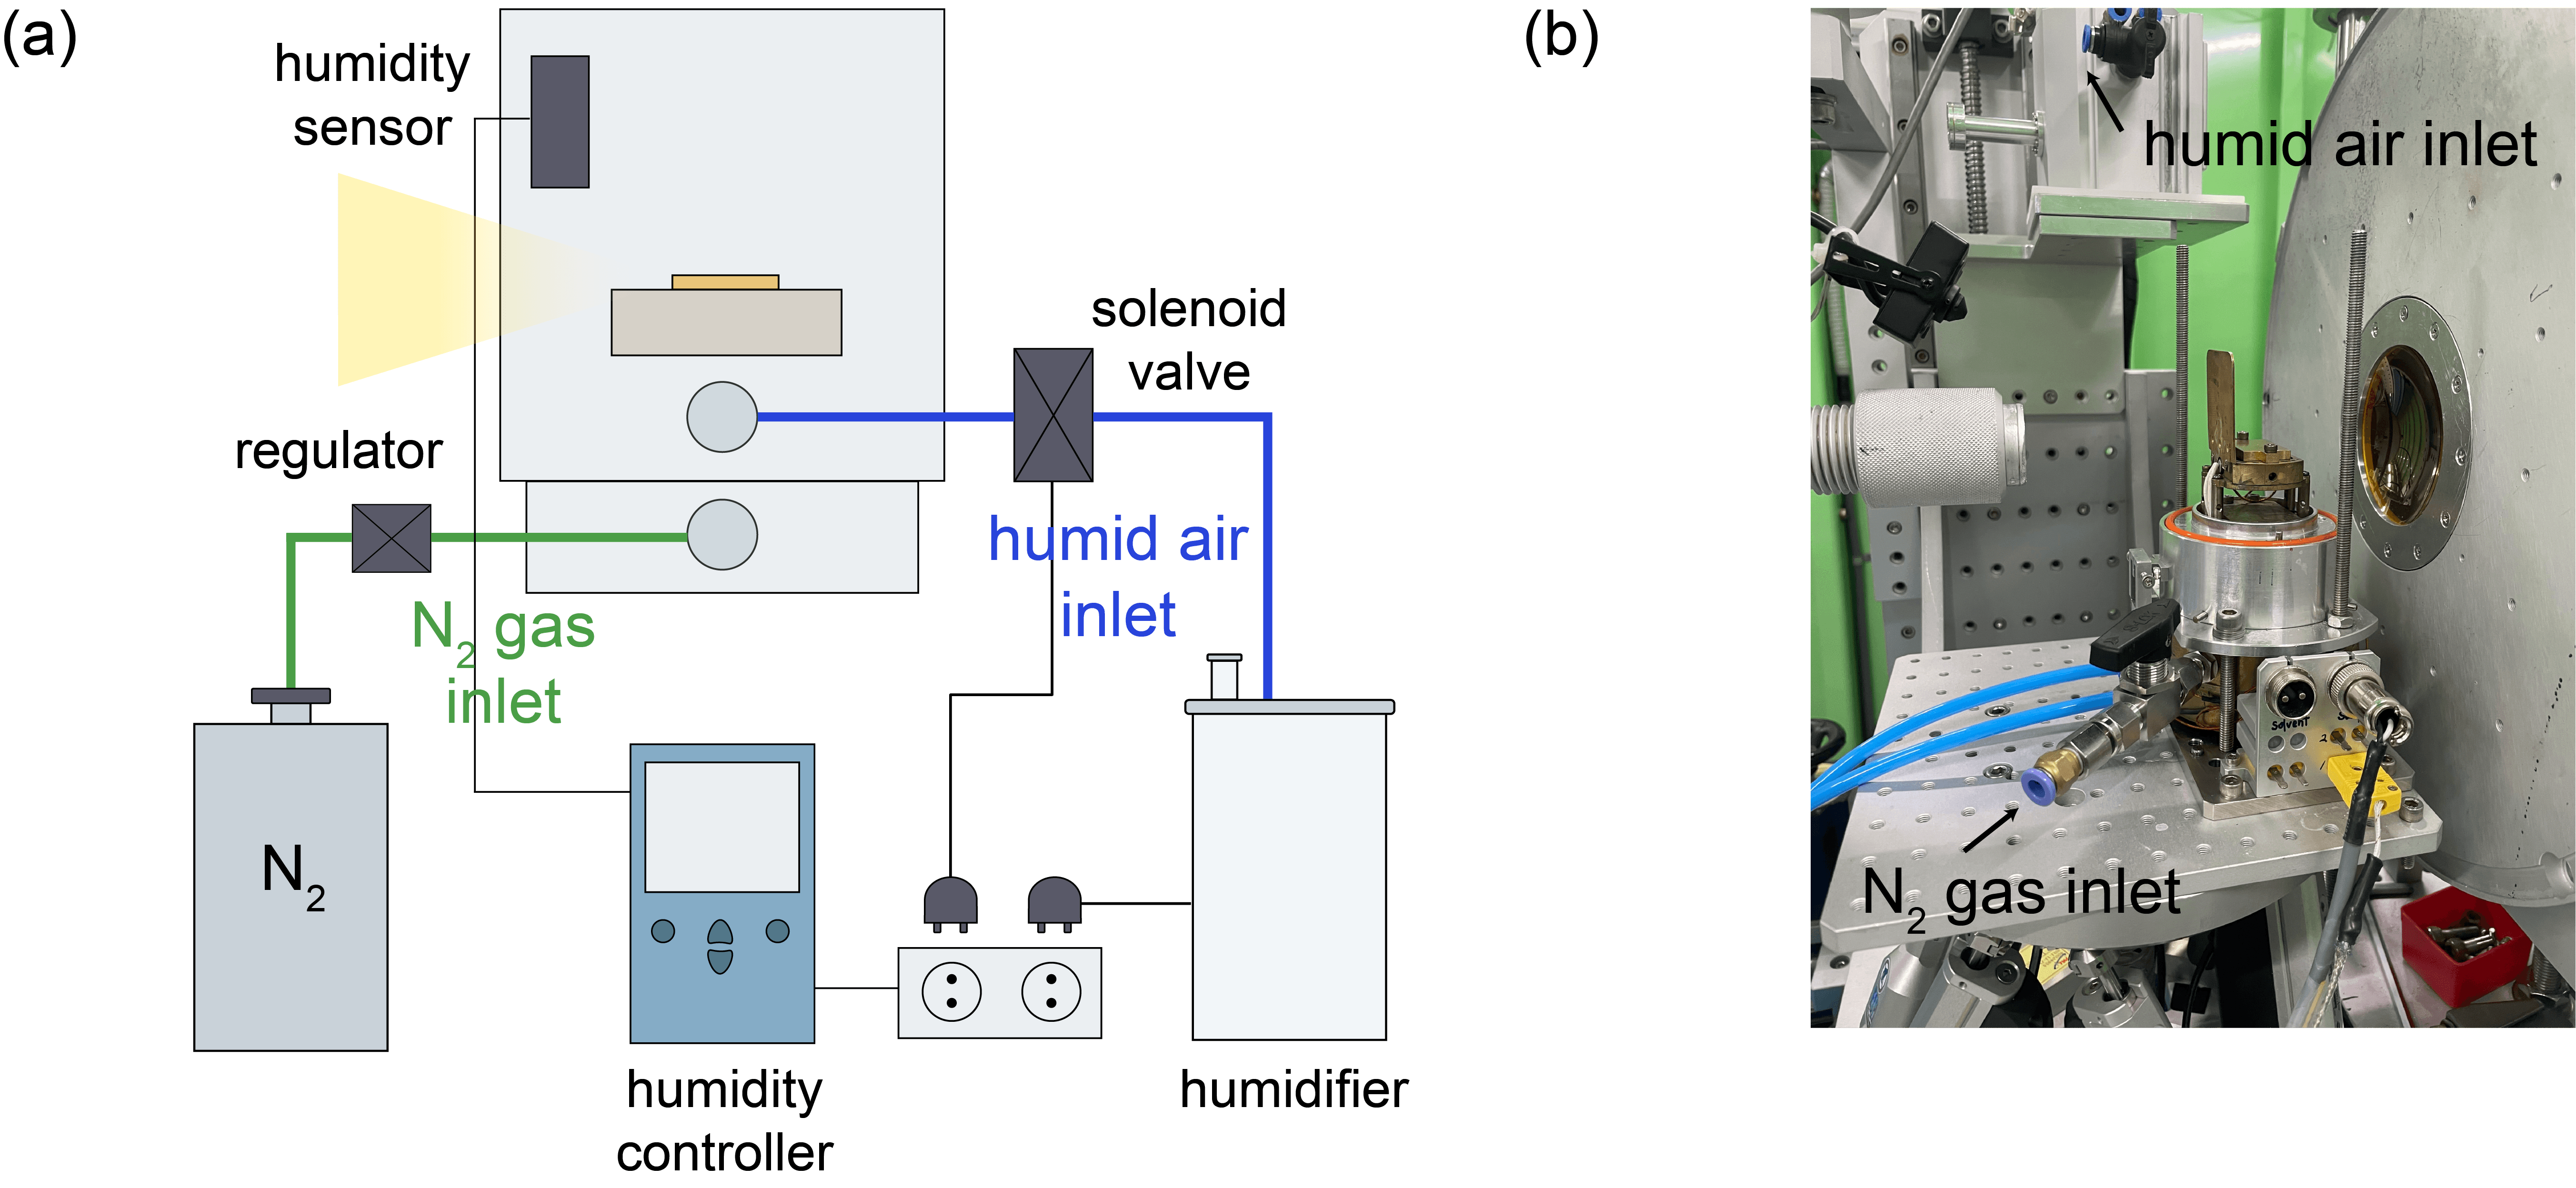 (a)
humidity
sensor
regulator
solenoid
valve
humid air
inlet
N2 gas
inlet
N2
humidity
controller
humidifier
(b)
humid air inlet
Solvent
N2 gas inlet